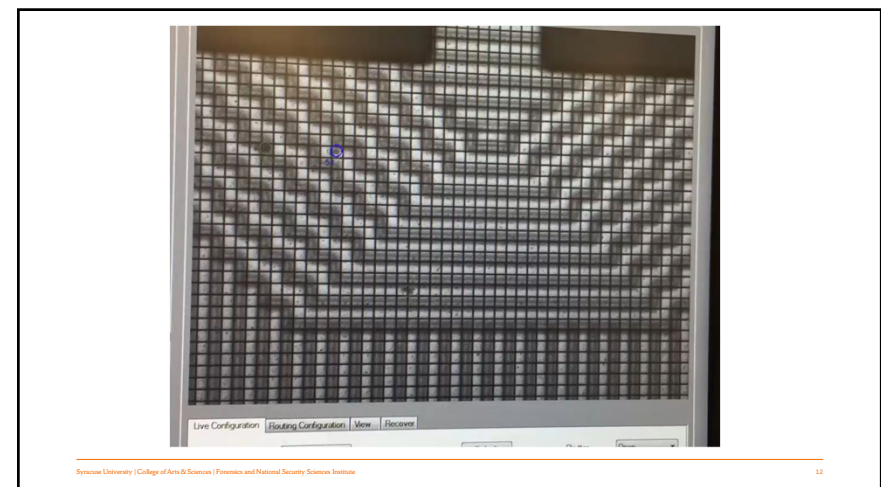 Live Configuration Routing Configuration View Recover
Syracuse University | College of Arts & Sciences | Forensics and National Security Sciences Institute
12